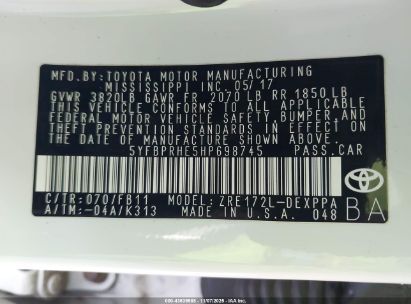 MFD.BY:TOYOTA MOTOR MANUFACTURING
MISSISSIPPI INC. 05/17
GVWR 3820LB GAWR FR 2070LB RR 1850LB
THIS VEHICLE CONFORMS TO ALL APPLICABLE
FEDERAL MOTOR VEHICLE SAFETY, BUMPER, AND
THEFT PREVENTION STANDARDS IN EFFECT ON
THE DATE OF MANUFACTURE SHOWN ABOVE.
5YFBPRHE5HP698745 PASS.CAR
C/TR: 070/FB11 MODEL: ZRE172L-DEXPPA
A/TM:-04A/K313 MADE IN U.S.A. 048 BA